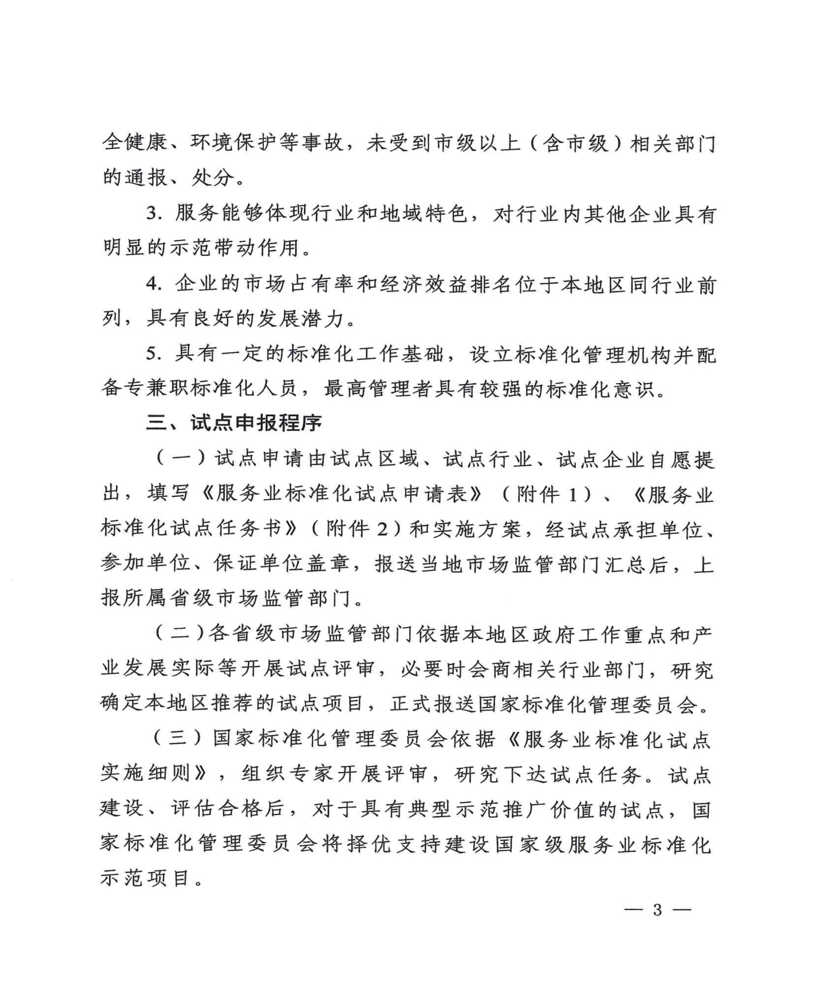 全健康、环境保护等事故，未受到市级以上（含市级）相关部门
的通报、处分。
3. 服务能够体现行业和地域特色，对行业内其他企业具有
明显的示范带动作用。
4. 企业的市场占有率和经济效益排名位于本地区同行业前
列，具有良好的发展潜力。
5. 具有一定的标准化工作基础，设立标准化管理机构并配
备专兼职标准化人员，最高管理者具有较强的标准化意识。
三、试点申报程序
（一）试点申请由试点区域、试点行业、试点企业自愿提
出，填写《服务业标准化试点申请表》（附件 1）、《服务业
标准化试点任务书》（附件 2）和实施方案，经试点承担单位、
参加单位、保证单位盖章，报送当地市场监管部门汇总后，上
报所属省级市场监管部门。
（二）各省级市场监管部门依据本地区政府工作重点和产
业发展实际等开展试点评审，必要时会商相关行业部门，研究
确定本地区推荐的试点项目，正式报送国家标准化管理委员会。
（三）国家标准化管理委员会依据《服务业标准化试点
实施细则》，组织专家开展评审，研究下达试点任务。试点
建设、评估合格后，对于具有典型示范推广价值的试点，国
家标准化管理委员会将择优支持建设国家级服务业标准化
示范项目。
— 3 —